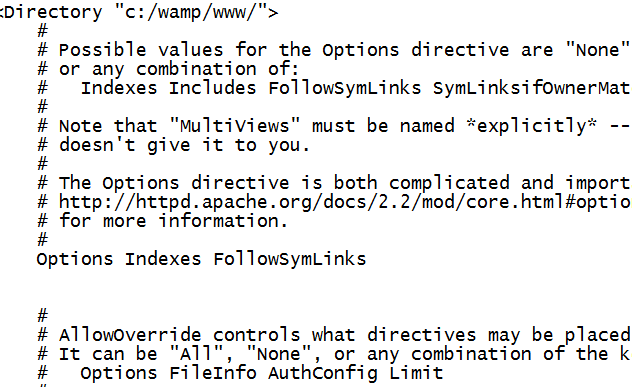 <Directory "c:/wamp/www/">
#
# Possible values for the Options directive are "None"
# or any combination of:
#   Indexes Includes FollowSymLinks SymLinksifOwnerMat
#
# Note that "MultiViews" must be named *explicitly* --
# doesn't give it to you.
#
# The Options directive is both complicated and import
# http://httpd.apache.org/docs/2.2/mod/core.html#optio
# for more information.
#
Options Indexes FollowSymLinks
#
# AllowOverride controls what directives may be placed
# It can be "All", "None", or any combination of the k
#   Options FileInfo AuthConfig Limit
#